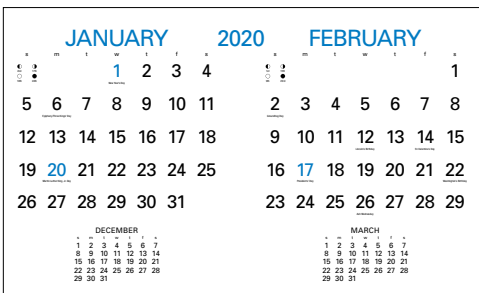 JANUARY 2020 FEBRUARY
s m t w t f s s m t w t f s
1 2 3 4 1
New Year's Day
5 6 7 8 9 10 11 2 3 4 5 6 7 8
Groundhog Day
12 13 14 15 16 17 18 9 10 11 12 13 14 15
Lincoln's Birthday
19 20 21 22 23 24 25 16 17 18 19 20 21 22
Washington's Birthday
26 27 28 29 30 31 23 24 25 26 27 28 29
Ash Wednesday
DECEMBER
s m t w t f s
1 2 3 4 5 6 7
8 9 10 11 12 13 14
15 16 17 18 19 20 21
22 23 24 25 26 27 28
29 30 31
MARCH
s m t w t f s
1 2 3 4 5 6 7
8 9 10 11 12 13 14
15 16 17 18 19 20 21
22 23 24 25 26 27 28
29 30 31